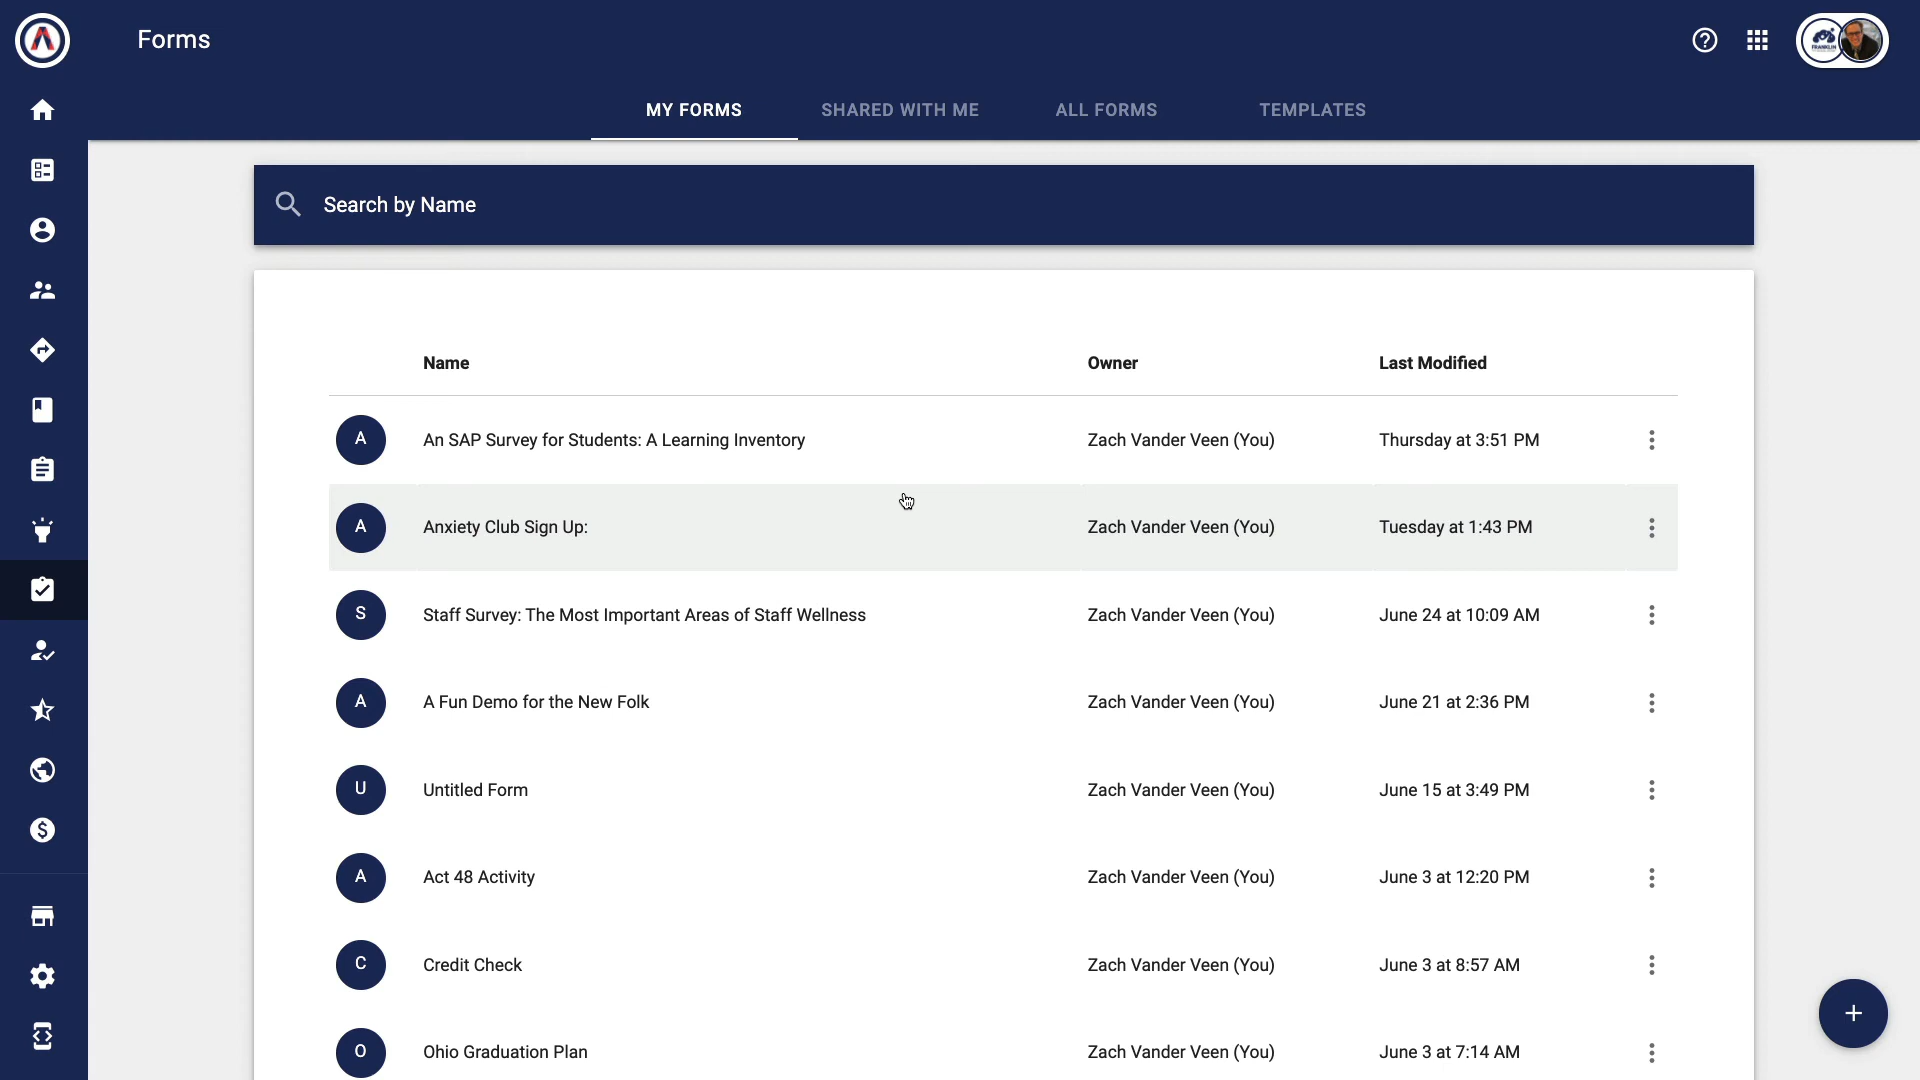 Forms
FRANKLIN
MY FORMS SHARED WITH ME ALL FORMS TEMPLATES
Search by Name
Name Owner Last Modified
A An SAP Survey for Students: A Learning Inventory Zach Vander Veen (You) Thursday at 3:51 PM
A Anxiety Club Sign Up: Zach Vander Veen (You) Tuesday at 1:43 PM
S Staff Survey: The Most Important Areas of Staff Wellness Zach Vander Veen (You) June 24 at 10:09 AM
A A Fun Demo for the New Folk Zach Vander Veen (You) June 21 at 2:36 PM
U Untitled Form Zach Vander Veen (You) June 15 at 3:49 PM
A Act 48 Activity Zach Vander Veen (You) June 3 at 12:20 PM
C Credit Check Zach Vander Veen (You) June 3 at 8:57 AM
O Ohio Graduation Plan Zach Vander Veen (You) June 3 at 7:14 AM